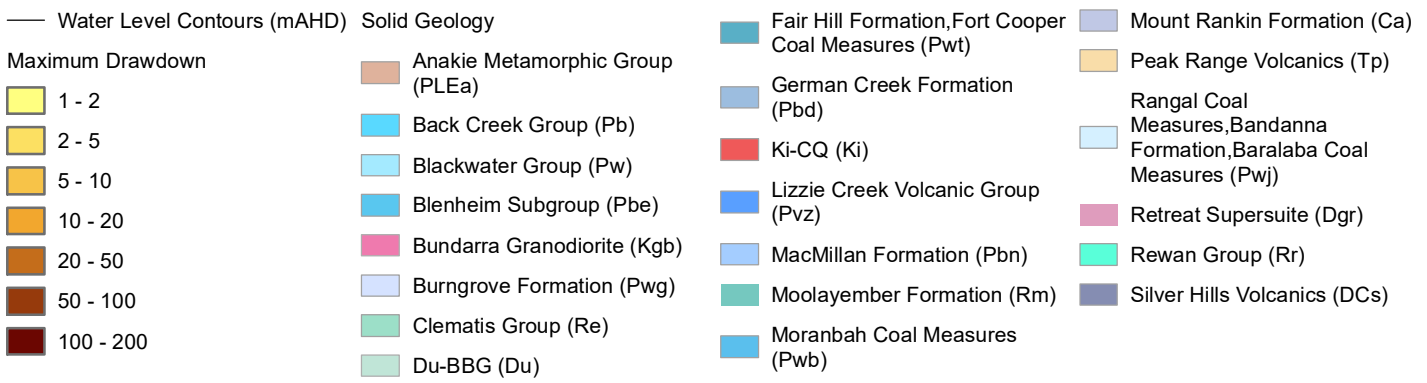 Water Level Contours (mAHD)
Maximum Drawdown
1 - 2
2 - 5
5 - 10
10 - 20
20 - 50
50 - 100
100 - 200
Solid Geology
Anakie Metamorphic Group
(PLEa)
Back Creek Group (Pb)
Blackwater Group (Pw)
Blenheim Subgroup (Pbe)
Bundarra Granodiorite (Kgb)
Burngrove Formation (Pwg)
Clematis Group (Re)
Du-BBG (Du)
Fair Hill Formation,Fort Cooper
Coal Measures (Pwt)
German Creek Formation
(Pbd)
Ki-CQ (Ki)
Lizzie Creek Volcanic Group
(Pvz)
MacMillan Formation (Pbn)
Moolayember Formation (Rm)
Moranbah Coal Measures
(Pwb)
Mount Rankin Formation (Ca)
Peak Range Volcanics (Tp)
Rangal Coal
Measures,Bandanna
Formation,Baralaba Coal
Measures (Pwj)
Retreat Supersuite (Dgr)
Rewan Group (Rr)
Silver Hills Volcanics (DCs)